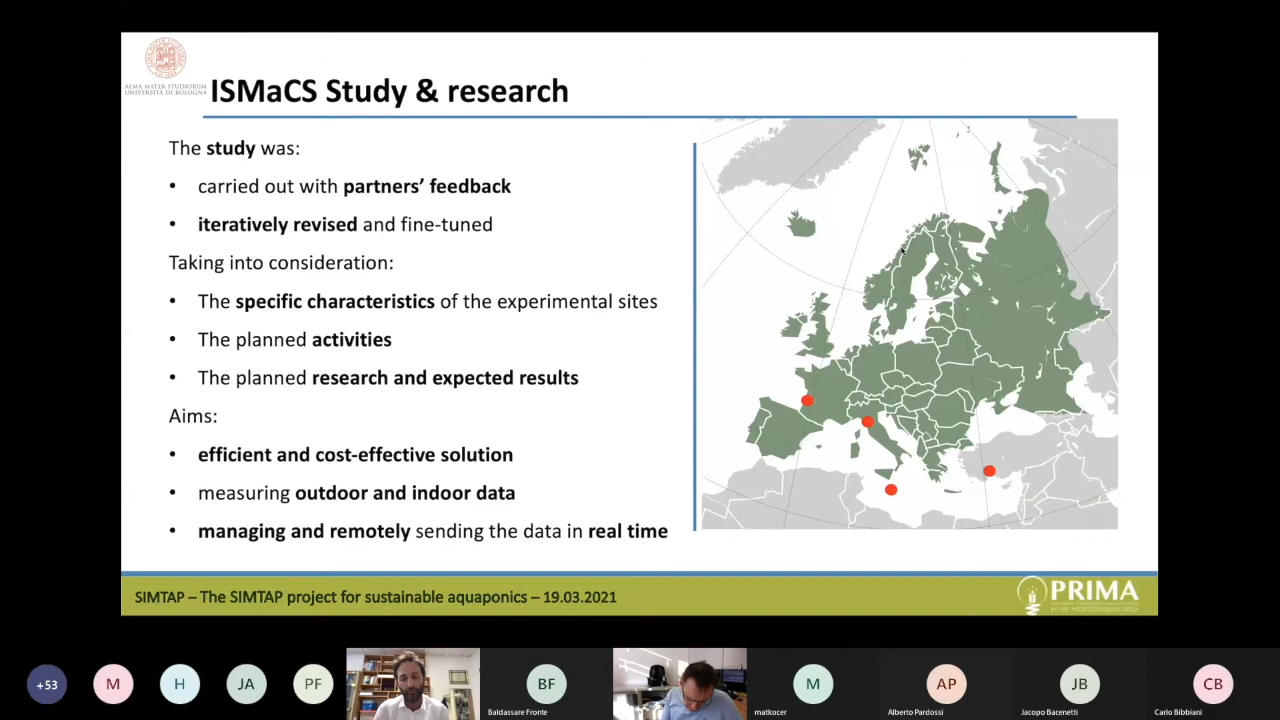 ALMA MATER STUDIORUM
UNIVERSITÀ DI BOLOGNA
ISMaCS Study & research
The study was:
• carried out with partners’ feedback
• iteratively revised and fine-tuned
Taking into consideration:
• The specific characteristics of the experimental sites
• The planned activities
• The planned research and expected results
Aims:
• efficient and cost-effective solution
• measuring outdoor and indoor data
• managing and remotely sending the data in real time
SIMTAP – The SIMTAP project for sustainable aquaponics – 19.03.2021
PRIMA
IN THE MEDITERRANEAN AREA
+53
M
H
JA
PF
BF
Baldassare Fronte
M
matkocer
AP
Alberto Pardossi
JB
Jacopo Bacenetti
CB
Carlo Bibbiani